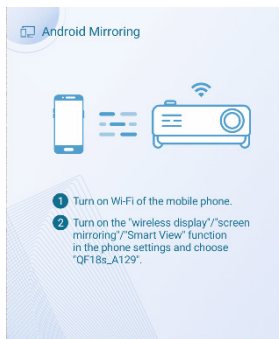 Android Mirroring
1 Turn on Wi-Fi of the mobile phone.
2 Turn on the "wireless display"/"screen
mirroring"/"Smart View" function
in the phone settings and choose
"QF18s_A129".